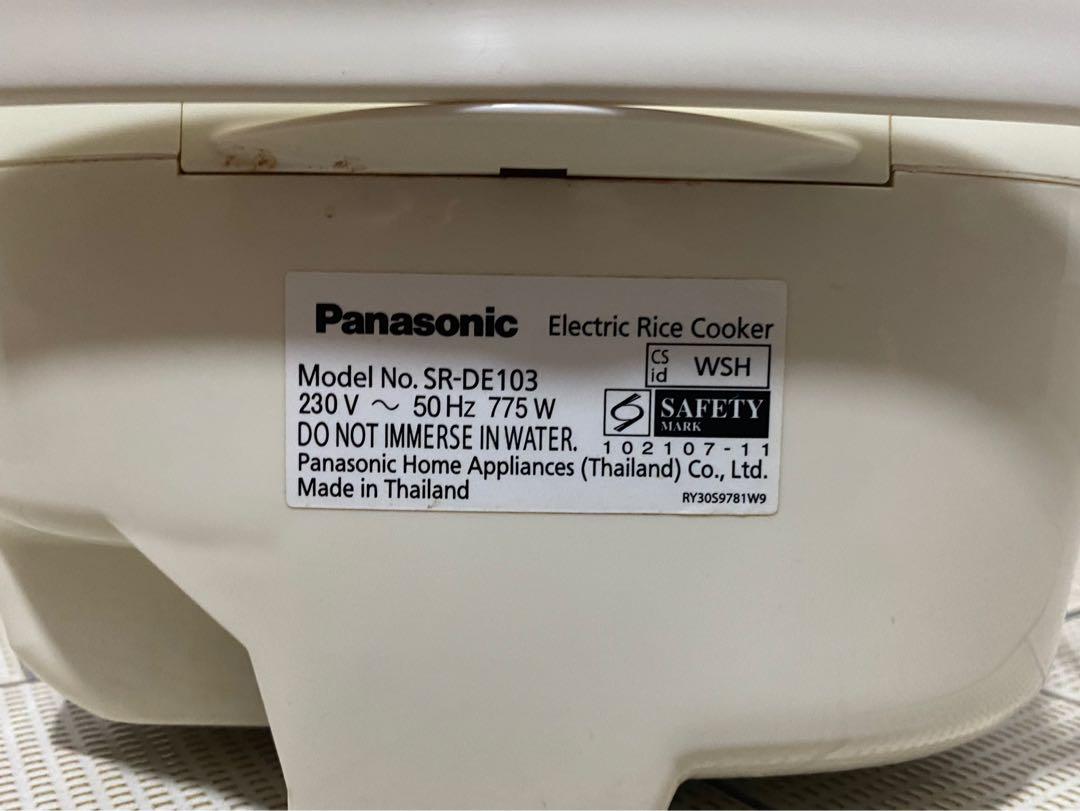 Panasonic Electric Rice Cooker
CS id WSH
Model No. SR-DE103
230 V ~ 50 Hz 775 W
SAFETY
MARK
DO NOT IMMERSE IN WATER.
102107-11
Panasonic Home Appliances (Thailand) Co., Ltd.
Made in Thailand
RY30S9781W9